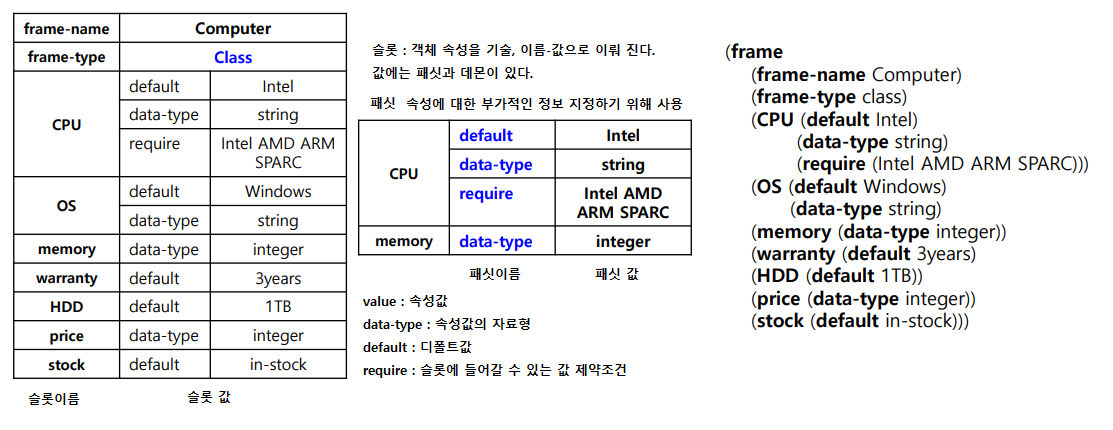 frame-name Computer
frame-type Class
CPU default Intel
data-type string
require Intel AMD ARM
SPARC
OS default Windows
data-type string
memory data-type integer
warranty default 3years
HDD default 1TB
price data-type integer
stock default in-stock
슬롯이름 슬롯 값
슬롯 : 객체 속성을 기술, 이름-값으로 이뤄 진다.
값에는 패싯과 데몬이 있다.
패싯 속성에 대한 부가적인 정보 지정하기 위해 사용
CPU default Intel
data-type string
require Intel AMD
ARM SPARC
memory data-type integer
패싯이름 패싯 값
value : 속성값
data-type : 속성값의 자료형
default : 디폴트값
require : 슬롯에 들어갈 수 있는 값 제약조건
(frame
(frame-name Computer)
(frame-type class)
(CPU (default Intel)
(data-type string)
(require (Intel AMD ARM SPARC)))
(OS (default Windows)
(data-type string)
(memory (data-type integer))
(warranty (default 3years)
(HDD (default 1TB))
(price (data-type integer))
(stock (default in-stock)))